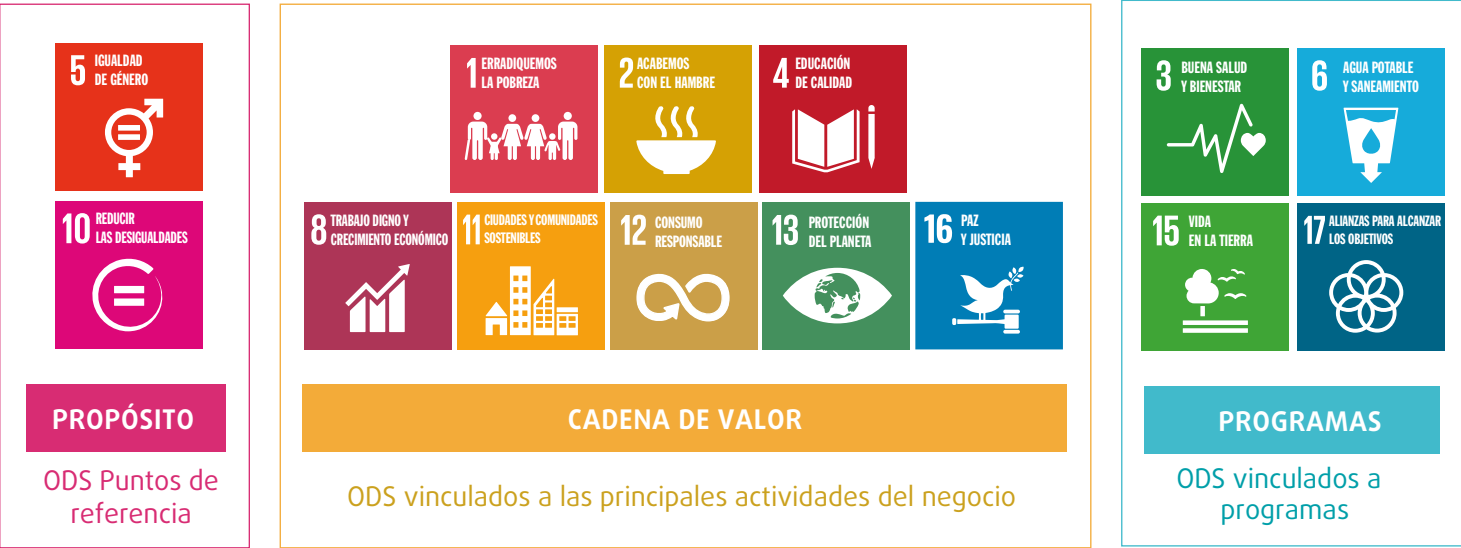 5 IGUALDAD
DE GÉNERO
10 REDUCIR
LAS DESIGUALDADES
PROPÓSITO
ODS Puntos de
referencia
1 ERRADIQUEMOS
LA POBREZA
2 ACABEMOS
CON EL HAMBRE
4 EDUCACIÓN
DE CALIDAD
8 TRABAJO DIGNO Y
CRECIMIENTO ECONÓMICO
11 CIUDADES Y COMUNIDADES
SOSTENIBLES
12 CONSUMO
RESPONSABLE
13 PROTECCIÓN
DEL PLANETA
16 PAZ
Y JUSTICIA
CADENA DE VALOR
ODS vinculados a las principales actividades del negocio
3 BUENA SALUD
Y BIENESTAR
6 AGUA POTABLE
Y SANEAMIENTO
15 VIDA
EN LA TIERRA
17 ALIANZAS PARA ALCANZAR
LOS OBJETIVOS
PROGRAMAS
ODS vinculados a
programas